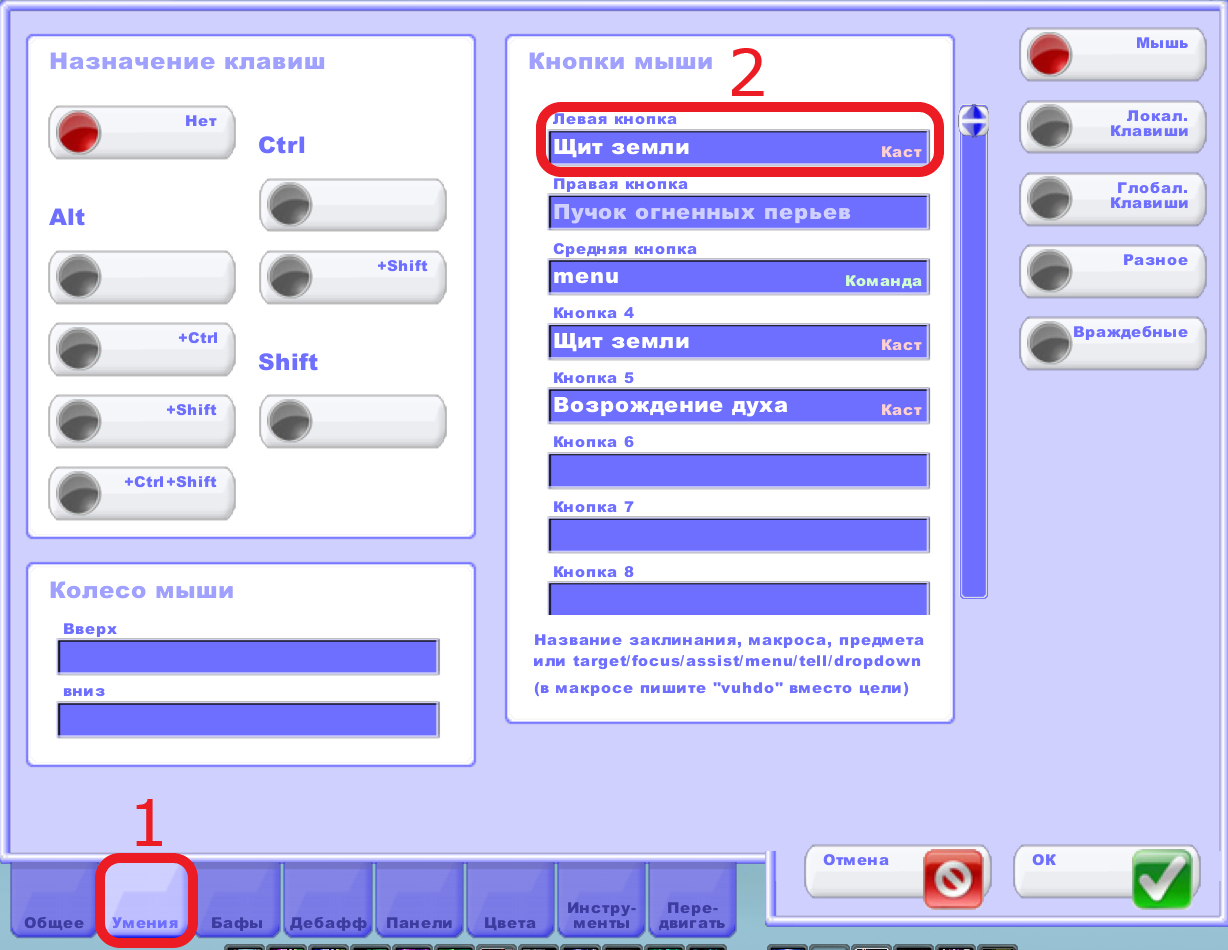 Назначение клавиш
Нет
Ctrl
Alt
+Shift
+Ctrl
Shift
+Shift
+Ctrl+Shift
Колесо мыши
Вверх
вниз
Кнопки мыши
2
Левая кнопка
Щит земли Каст
Правая кнопка
Пучок огненных перьев
Средняя кнопка
menu Команда
Кнопка 4
Щит земли Каст
Кнопка 5
Возрождение духа Каст
Кнопка 6
Кнопка 7
Кнопка 8
Название заклинания, макроса, предмета
или target/focus/assist/menu/tell/dropdown
(в макросе пишите "vuhdo" вместо цели)
Мышь
Локал.
Клавиши
Глобал.
Клавиши
Разное
Враждебные
1
Отмена
OK
Общее
Умения
Бафы
Дебафф
Панели
Цвета
Инстру-
менты
Пере-
двигать